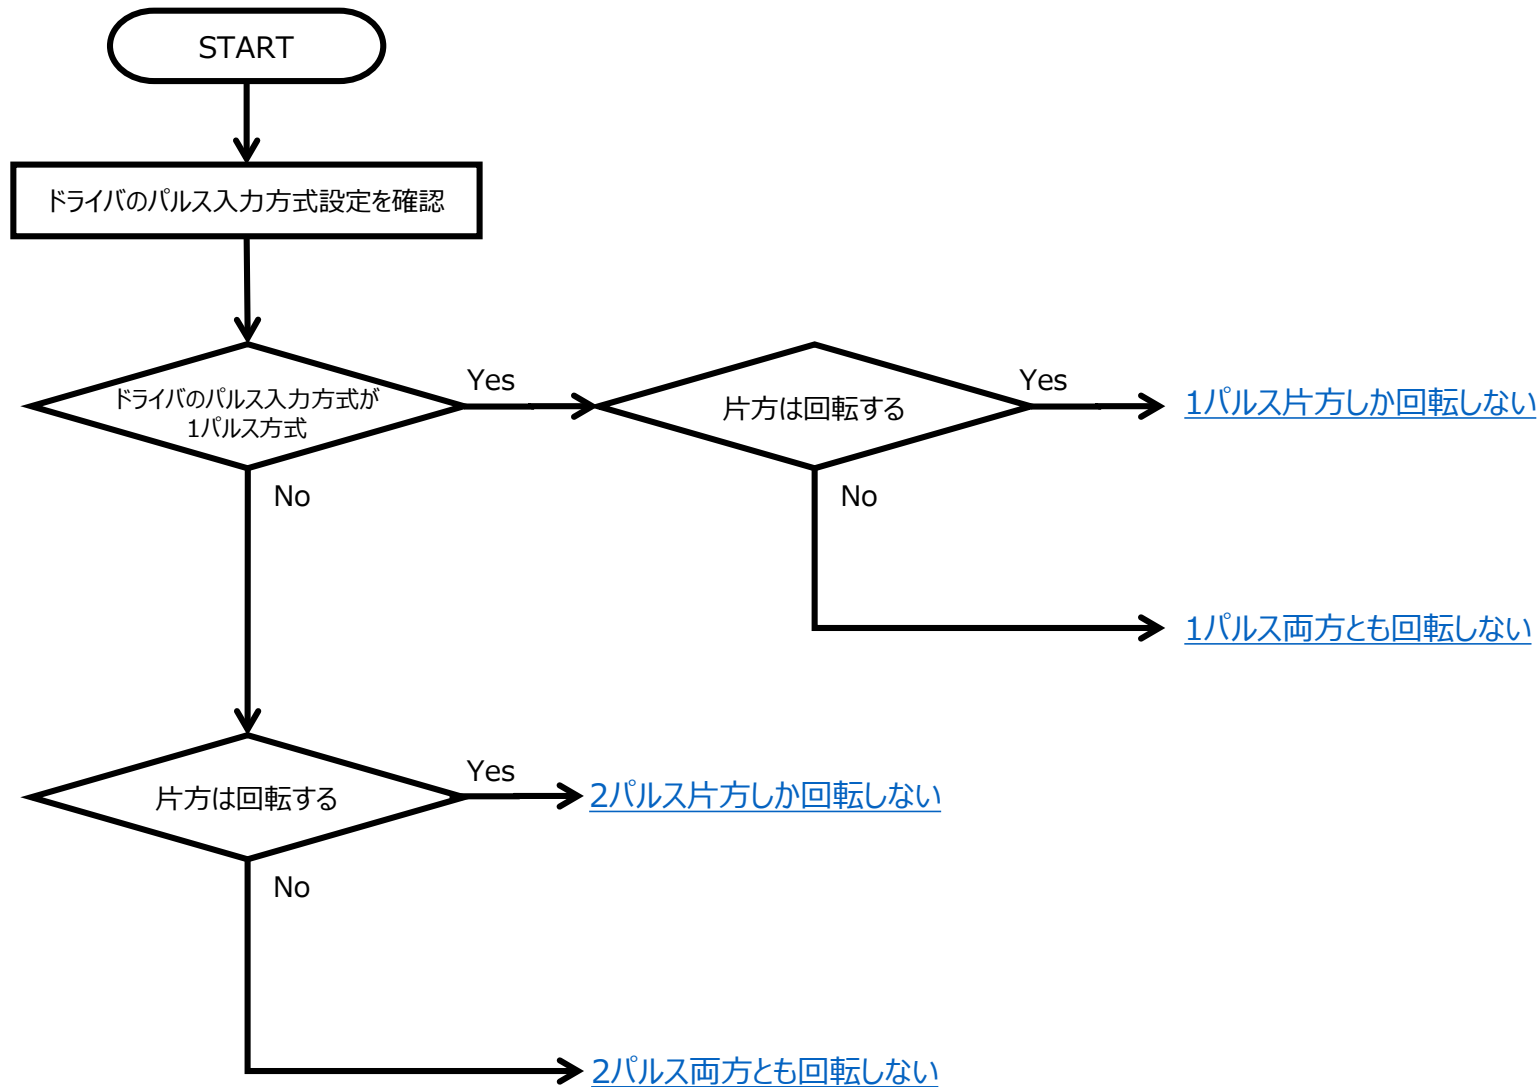 START
ドライバのパルス入力方式設定を確認
ドライバのパルス入力方式が
1パルス方式
Yes
片方は回転する
Yes
1パルス片方しか回転しない
No
No
1パルス両方とも回転しない
片方は回転する
Yes
2パルス片方しか回転しない
No
2パルス両方とも回転しない